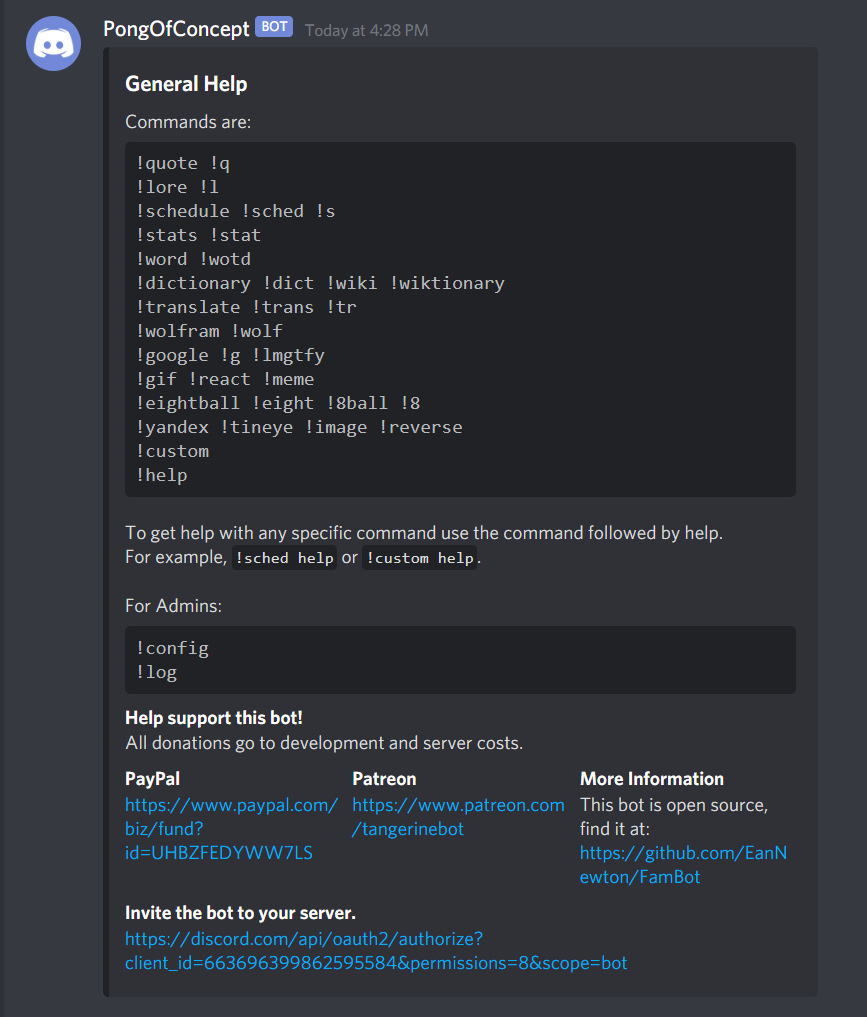 PongOfConcept BOT Today at 4:28 PM
General Help
Commands are:
!quote !q
!lore !l
!schedule !sched !s
!stats !stat
!word !wotd
!dictionary !dict !wiki !wiktionary
!translate !trans !tr
!wolfram !wolf
!google !g !lmgtfy
!gif !react !meme
!eightball !eight !8ball !8
!yandex !tineye !image !reverse
!custom
!help
To get help with any specific command use the command followed by help.
For example, !sched help or !custom help.
For Admins:
!config
!log
Help support this bot!
All donations go to development and server costs.
PayPal
https://www.paypal.com/
biz/fund?
id=UHBZFEDYWW7LS
Patreon
https://www.patreon.com
/tangerinebot
More Information
This bot is open source,
find it at:
https://github.com/EanN
ewton/FamBot
Invite the bot to your server.
https://discord.com/api/oauth2/authorize?
client_id=663696399862595584&permissions=8&scope=bot